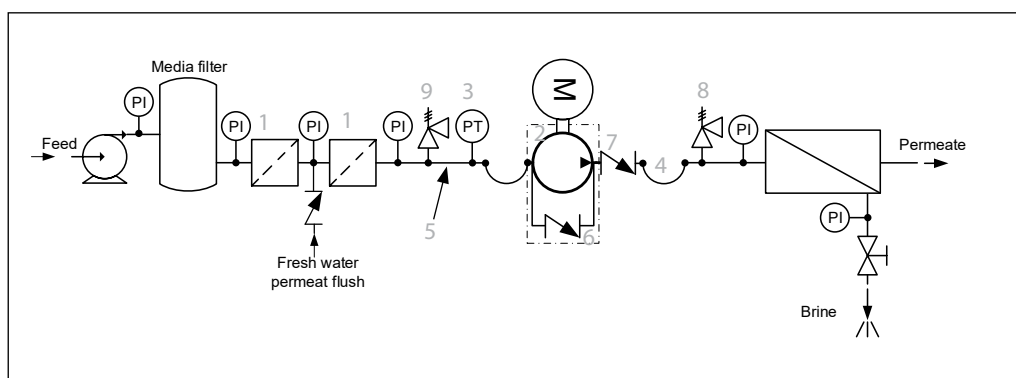 Media filter
Feed
PI
PI
1
PI
1
PI
9
3
PT
M
2
7
4
8
PI
Permeate
5
6
PI
Fresh water
permeat flush
Brine